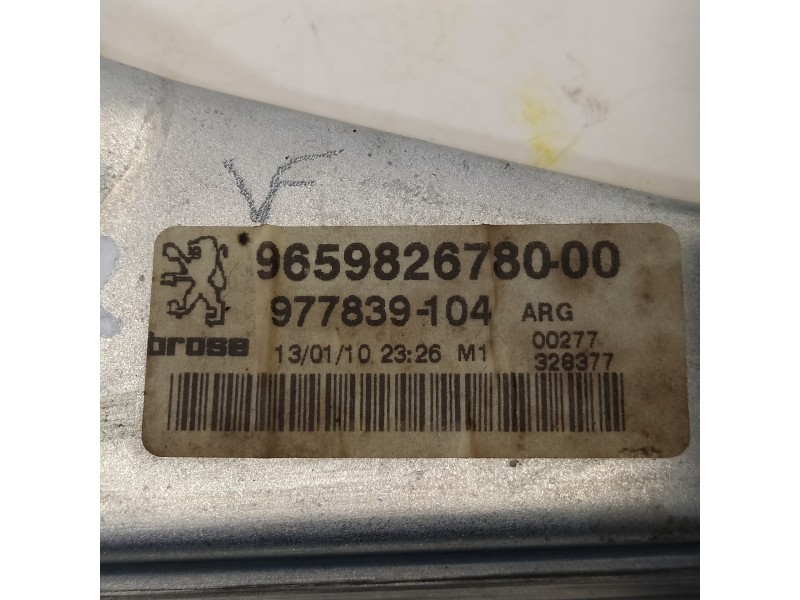 VF
9659826780-00
977839-104 ARG
brose 13/01/10 23:26 M1 00277
328377